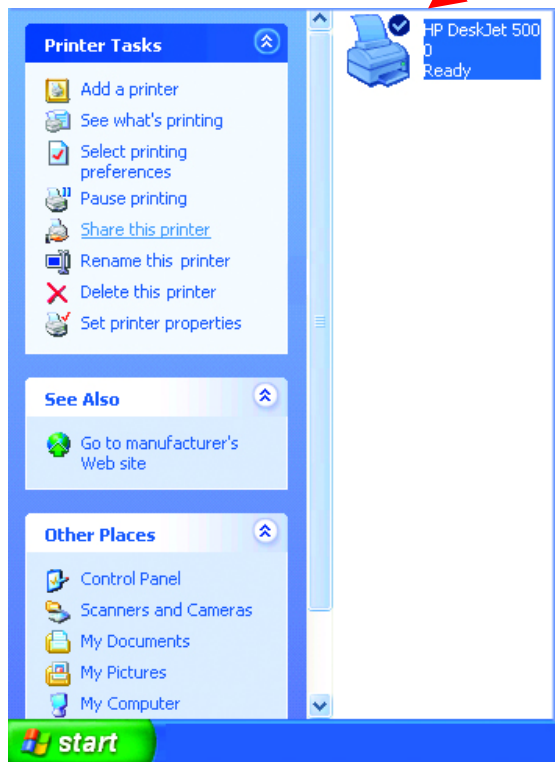 Printer Tasks
Add a printer
See what's printing
Select printing
preferences
Pause printing
Share this printer
Rename this printer
Delete this printer
Set printer properties
See Also
Go to manufacturer's
Web site
Other Places
Control Panel
Scanners and Cameras
My Documents
My Pictures
My Computer
HP DeskJet 500
0
Ready
start